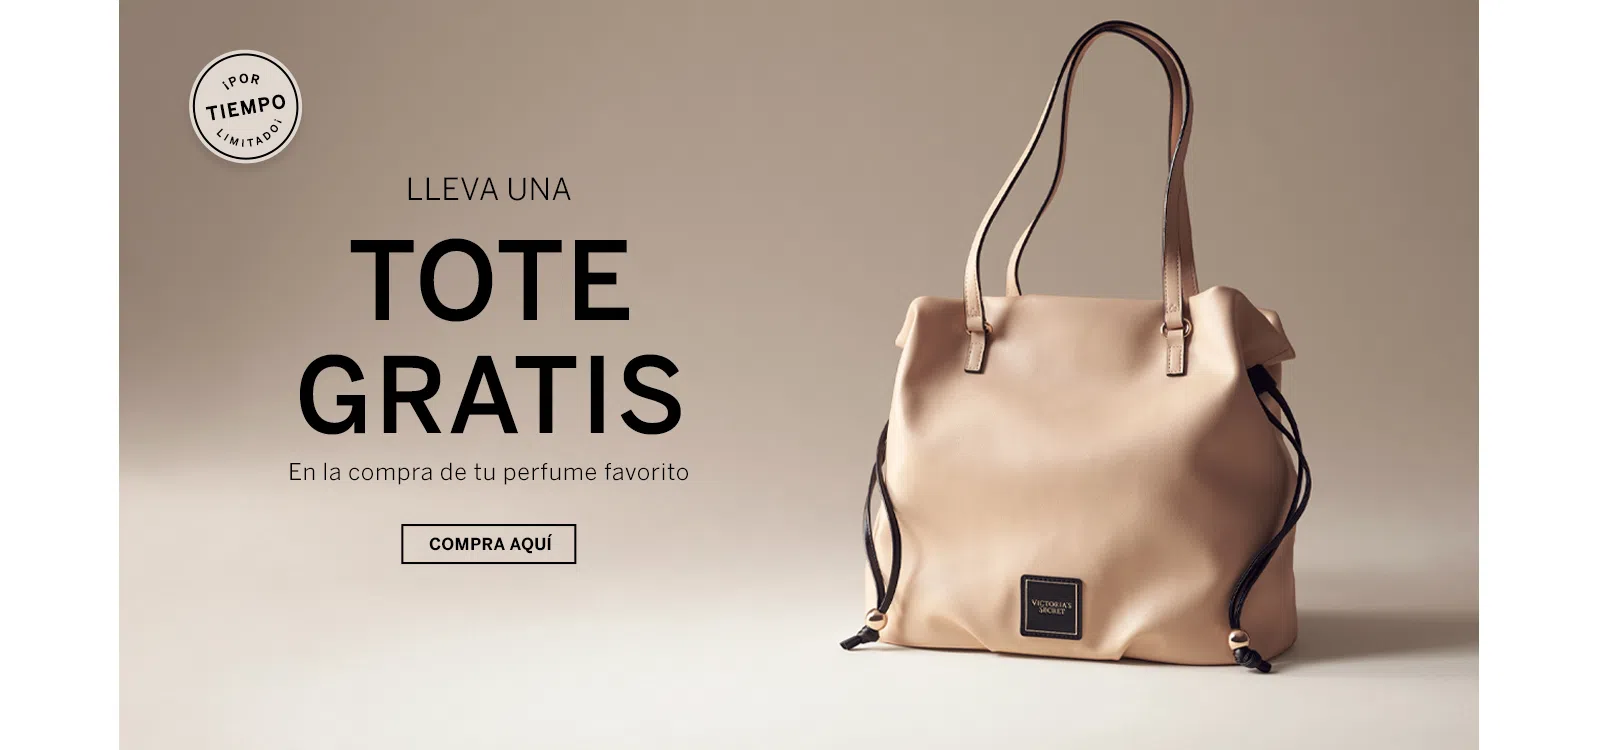 ¡POR
TIEMPO
LIMITADO¡
LLEVA UNA
TOTE
GRATIS
En la compra de tu perfume favorito
COMPRA AQUÍ
VICTORIA'S
SECRET